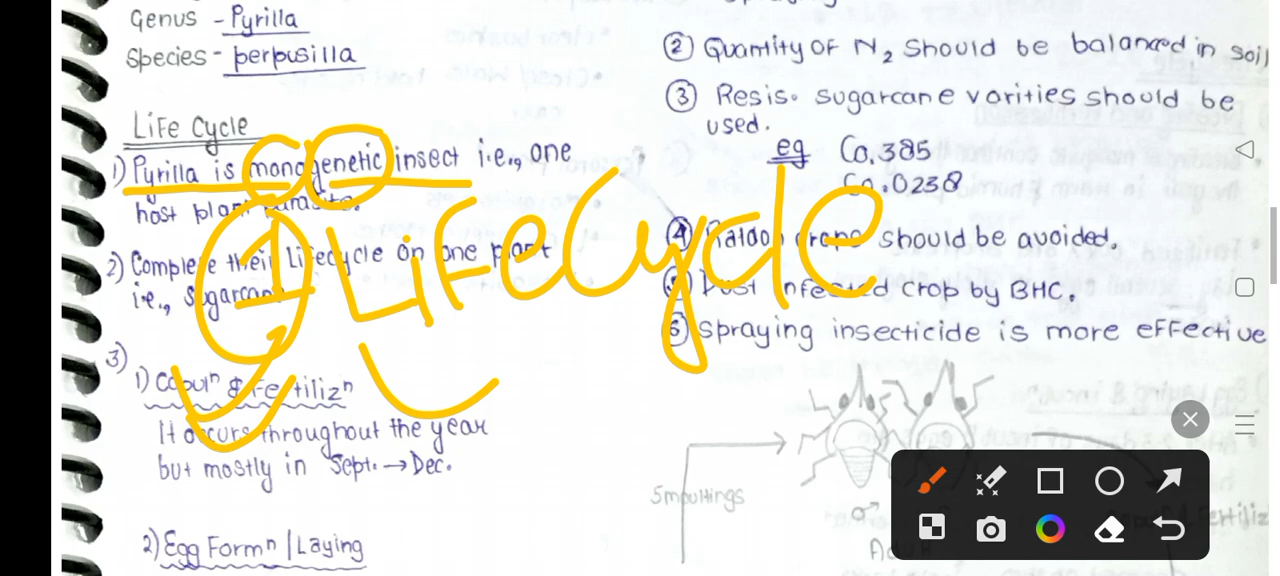 Genus - Pyrilla
Species - perpusilla
Life Cycle
1) Pyrilla is monogenetic insect i.e., one
host plant parasite.
2) Complete their Lifecycle on one plant
i.e., Sugarcane
3)
1) Copulⁿ & Fertilizⁿ
It occurs throughout the year
but mostly in Sept. → Dec.
2) Egg Formⁿ | Laying
② Quantity of N₂ should be balanced in soil
③ Resis. sugarcane varities should be
used.
eg Co.385
Co.0238
④ Ratoon crops should be avoided.
⑤ Dust infected crop by BHC.
⑥ Spraying insecticide is more effective
5 moultings
♂
Lifecycle